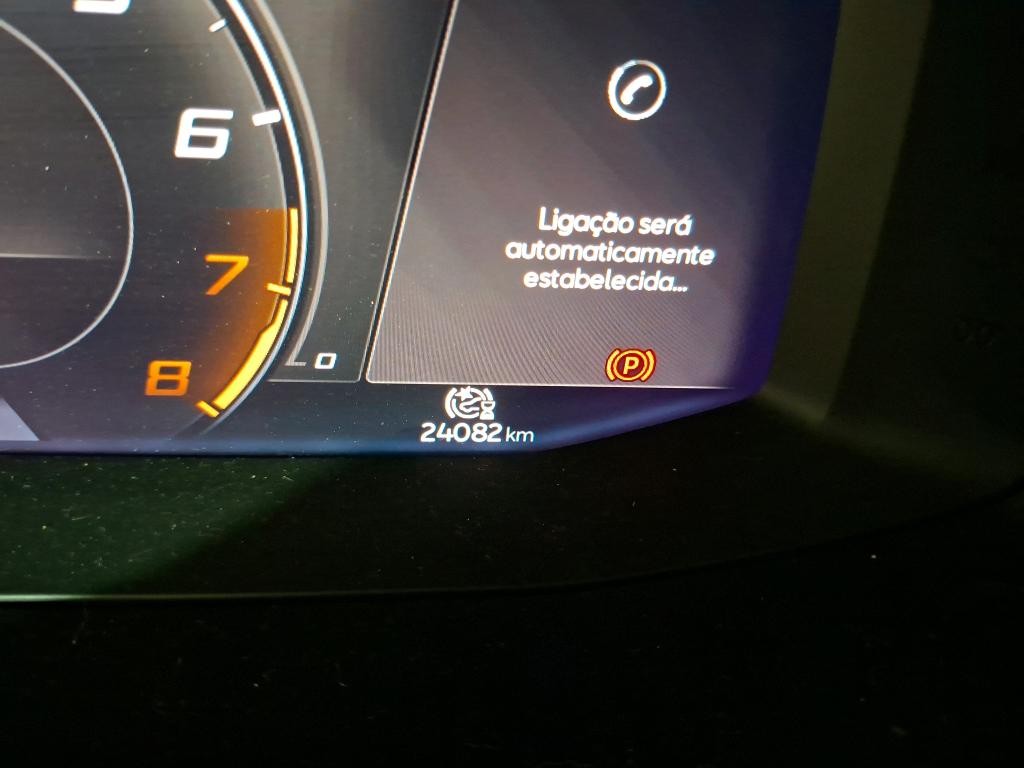 6
7
8
0
Ligação será
automaticamente
estabelecida...
P
24082 km